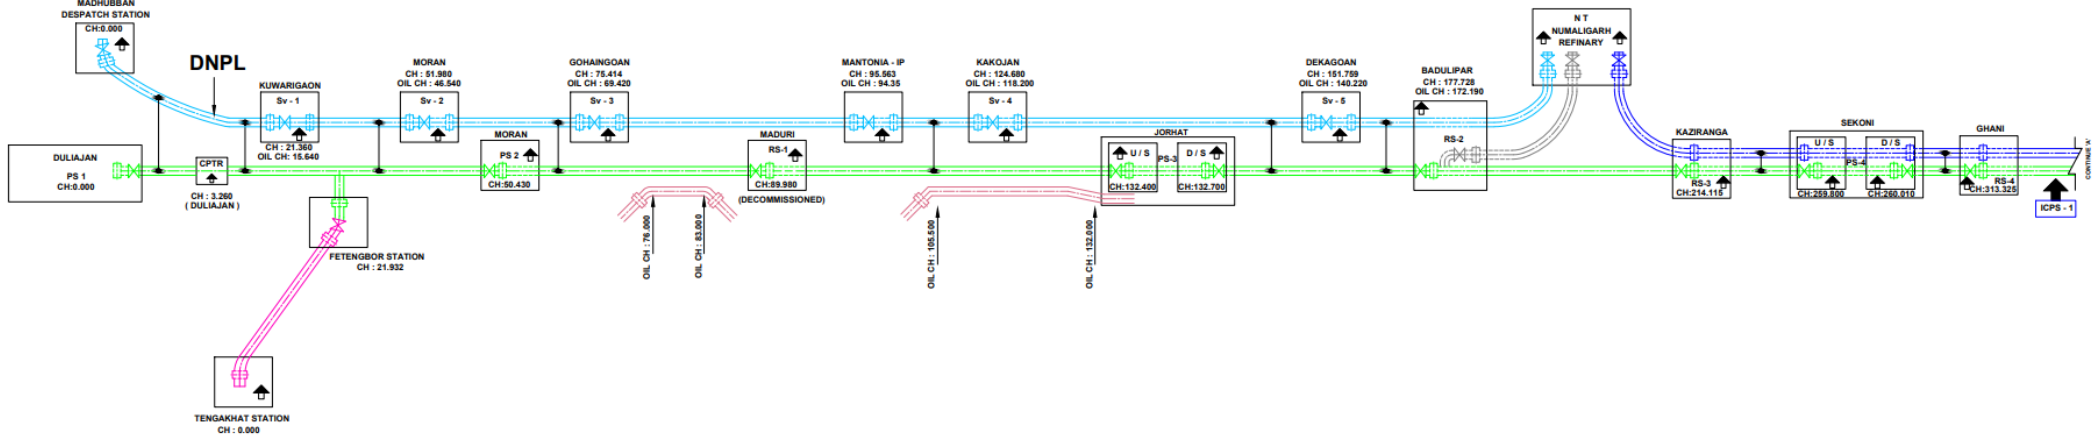 MADHUBBAN
DESPATCH STATION
CH:0.000
DNPL
KUWARIGAON
Sv - 1
CH : 21.360
OIL CH : 15.640
MORAN
CH : 51.980
OIL CH : 46.540
Sv - 2
GOHAINGOAN
CH : 75.414
OIL CH : 69.420
Sv - 3
MANTONIA - IP
CH : 95.563
OIL CH : 94.35
KAKOJAN
CH : 124.680
OIL CH : 118.200
Sv - 4
DEKAGOAN
CH : 151.759
OIL CH : 140.220
Sv - 5
BADULIPAR
CH : 177.728
OIL CH : 172.190
RS-2
N T
NUMALIGARH
REFINARY
DULIAJAN
PS 1
CH:0.000
CPTR
CH : 3.260
( DULIAJAN )
MORAN
PS 2
CH:50.430
MADURI
RS-1
CH:89.980
(DECOMMISSIONED)
JORHAT
U / S
PS-3
D / S
CH:132.400
CH:132.700
KAZIRANGA
RS-3
CH:214.115
SEKONI
U / S
PS-4
D / S
CH:259.800
CH:260.010
GHANI
RS-4
CH:313.325
CONTINUE 'A'
ICPS - 1
FETENGBOR STATION
CH : 21.932
OIL CH : 76.000
OIL CH : 83.000
OIL CH : 105.500
OIL CH : 132.000
TENGAKHAT STATION
CH : 0.000